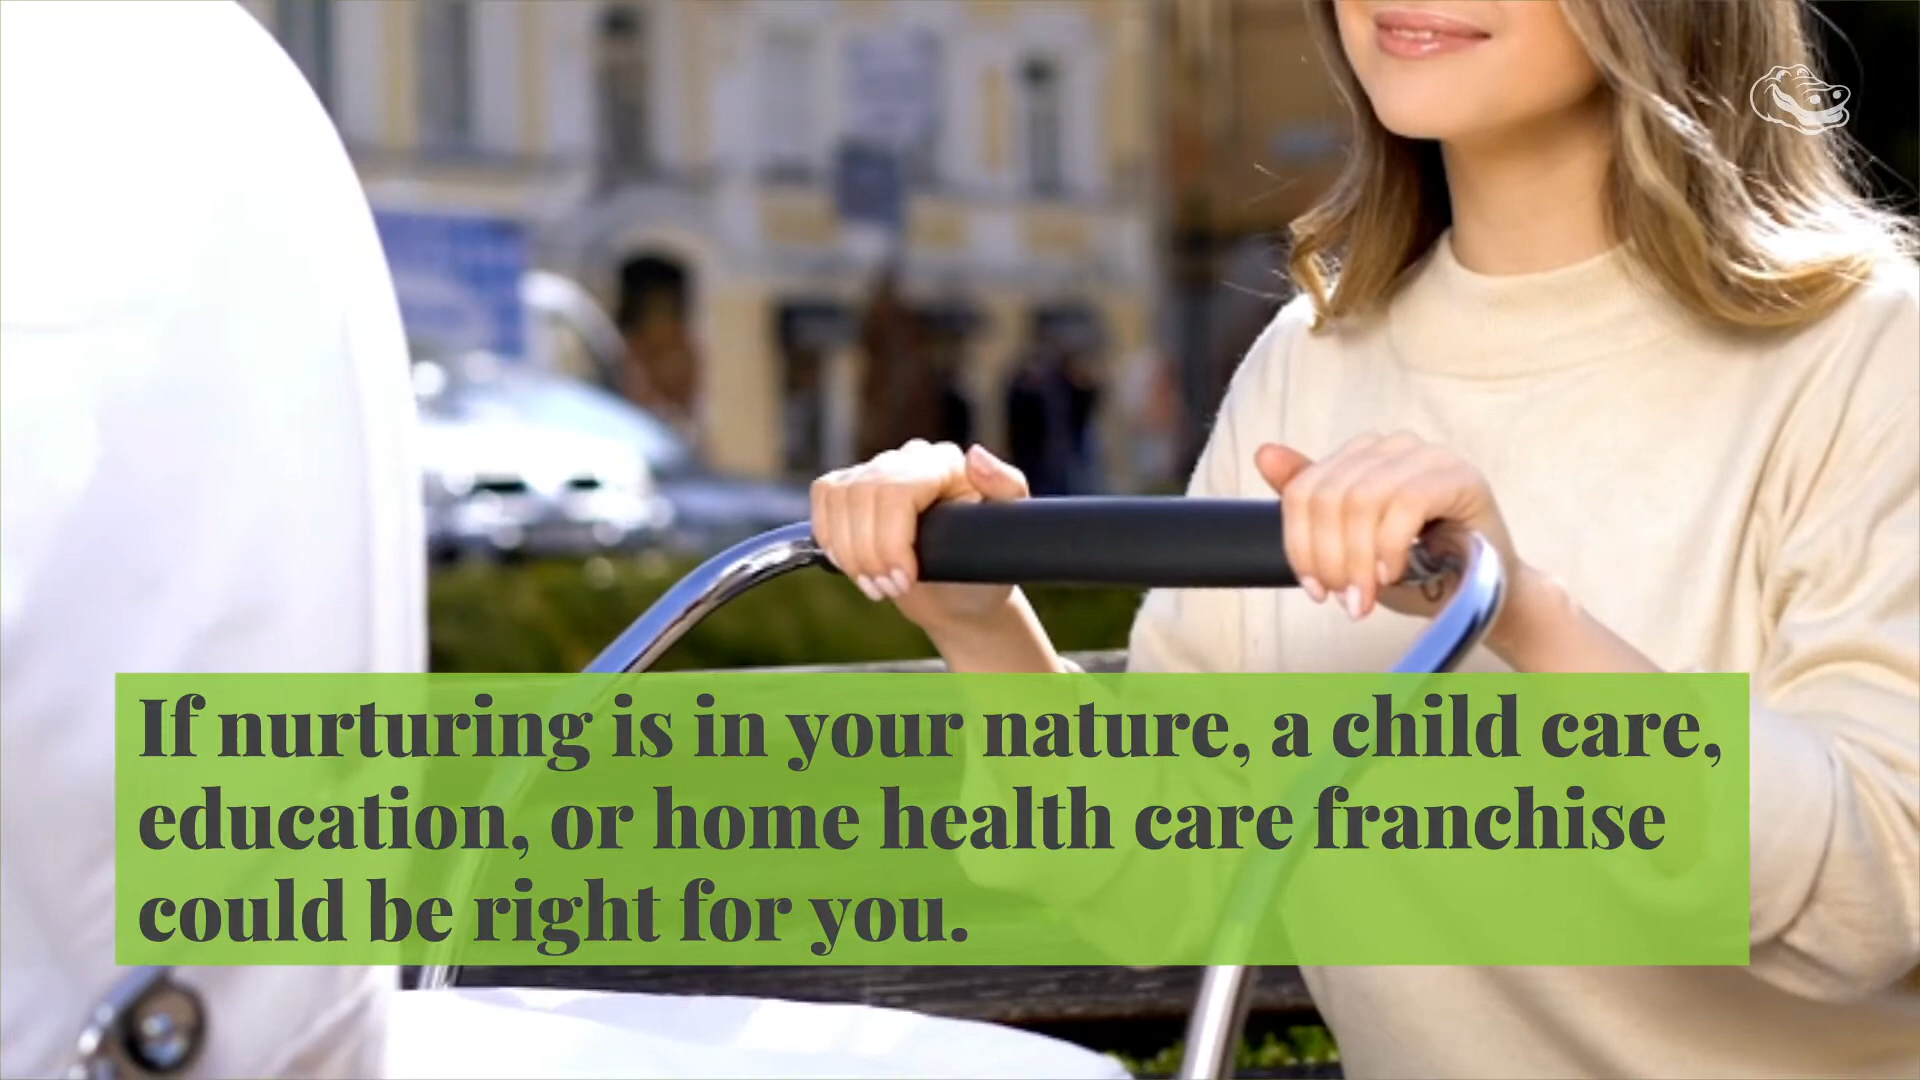 If nurturing is in your nature, a child care,
education, or home health care franchise
could be right for you.